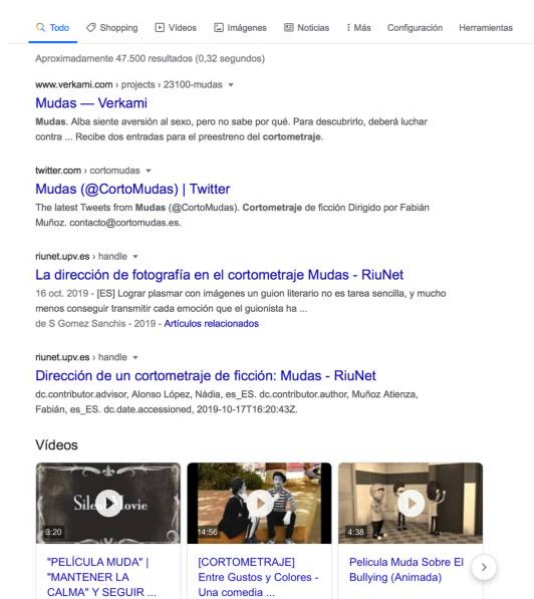 Todo Shopping Vídeos Imágenes Noticias Más Configuración Herramientas
Aproximadamente 47.500 resultados (0,32 segundos)
www.verkami.com › projects › 23100-mudas
Mudas — Verkami
Mudas. Alba siente aversión al sexo, pero no sabe por qué. Para descubrirlo, deberá luchar
contra ... Recibe dos entradas para el preestreno del cortometraje.
twitter.com › cortomudas
Mudas (@CortoMudas) | Twitter
The latest Tweets from Mudas (@CortoMudas). Cortometraje de ficción Dirigido por Fabián
Muñoz. contacto@cortomudas.es.
riunet.upv.es › handle
La dirección de fotografía en el cortometraje Mudas - RiuNet
16 oct. 2019 - [ES] Lograr plasmar con imágenes un guion literario no es tarea sencilla, y mucho
menos conseguir transmitir cada emoción que el guionista ha ...
de S Gomez Sanchis - 2019 - Artículos relacionados
riunet.upv.es › handle
Dirección de un cortometraje de ficción: Mudas - RiuNet
dc.contributor.advisor, Alonso López, Nádia, es_ES. dc.contributor.author, Muñoz Atienza,
Fabián, es_ES. dc.date.accessioned, 2019-10-17T16:20:43Z.
Vídeos
Movie
3:20 14:56 4:38
"PELÍCULA MUDA" | [CORTOMETRAJE] Pelicula Muda Sobre El
"MANTENER LA Entre Gustos y Colores - Bullying (Animada)
CALMA" Y SEGUIR ... Una comedia ...